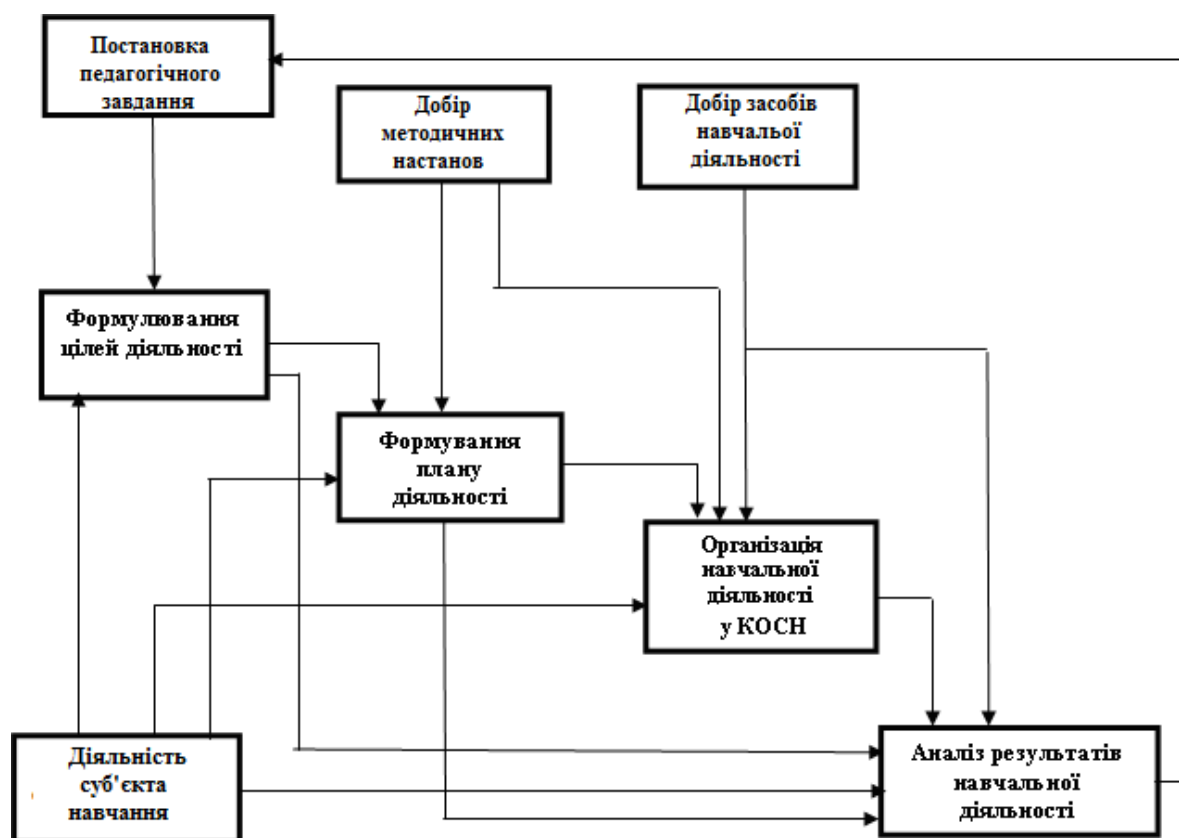 Постановка
педагогічного
завдання
Добір
методичних
настанов
Добір засобів
навчальої
діяльності
Формулювання
цілей діяльності
Формування
плану
діяльності
Організація
навчальної
діяльності
у КОСН
Діяльність
суб'єкта
навчання
Аналіз результатів
навчальної
діяльності